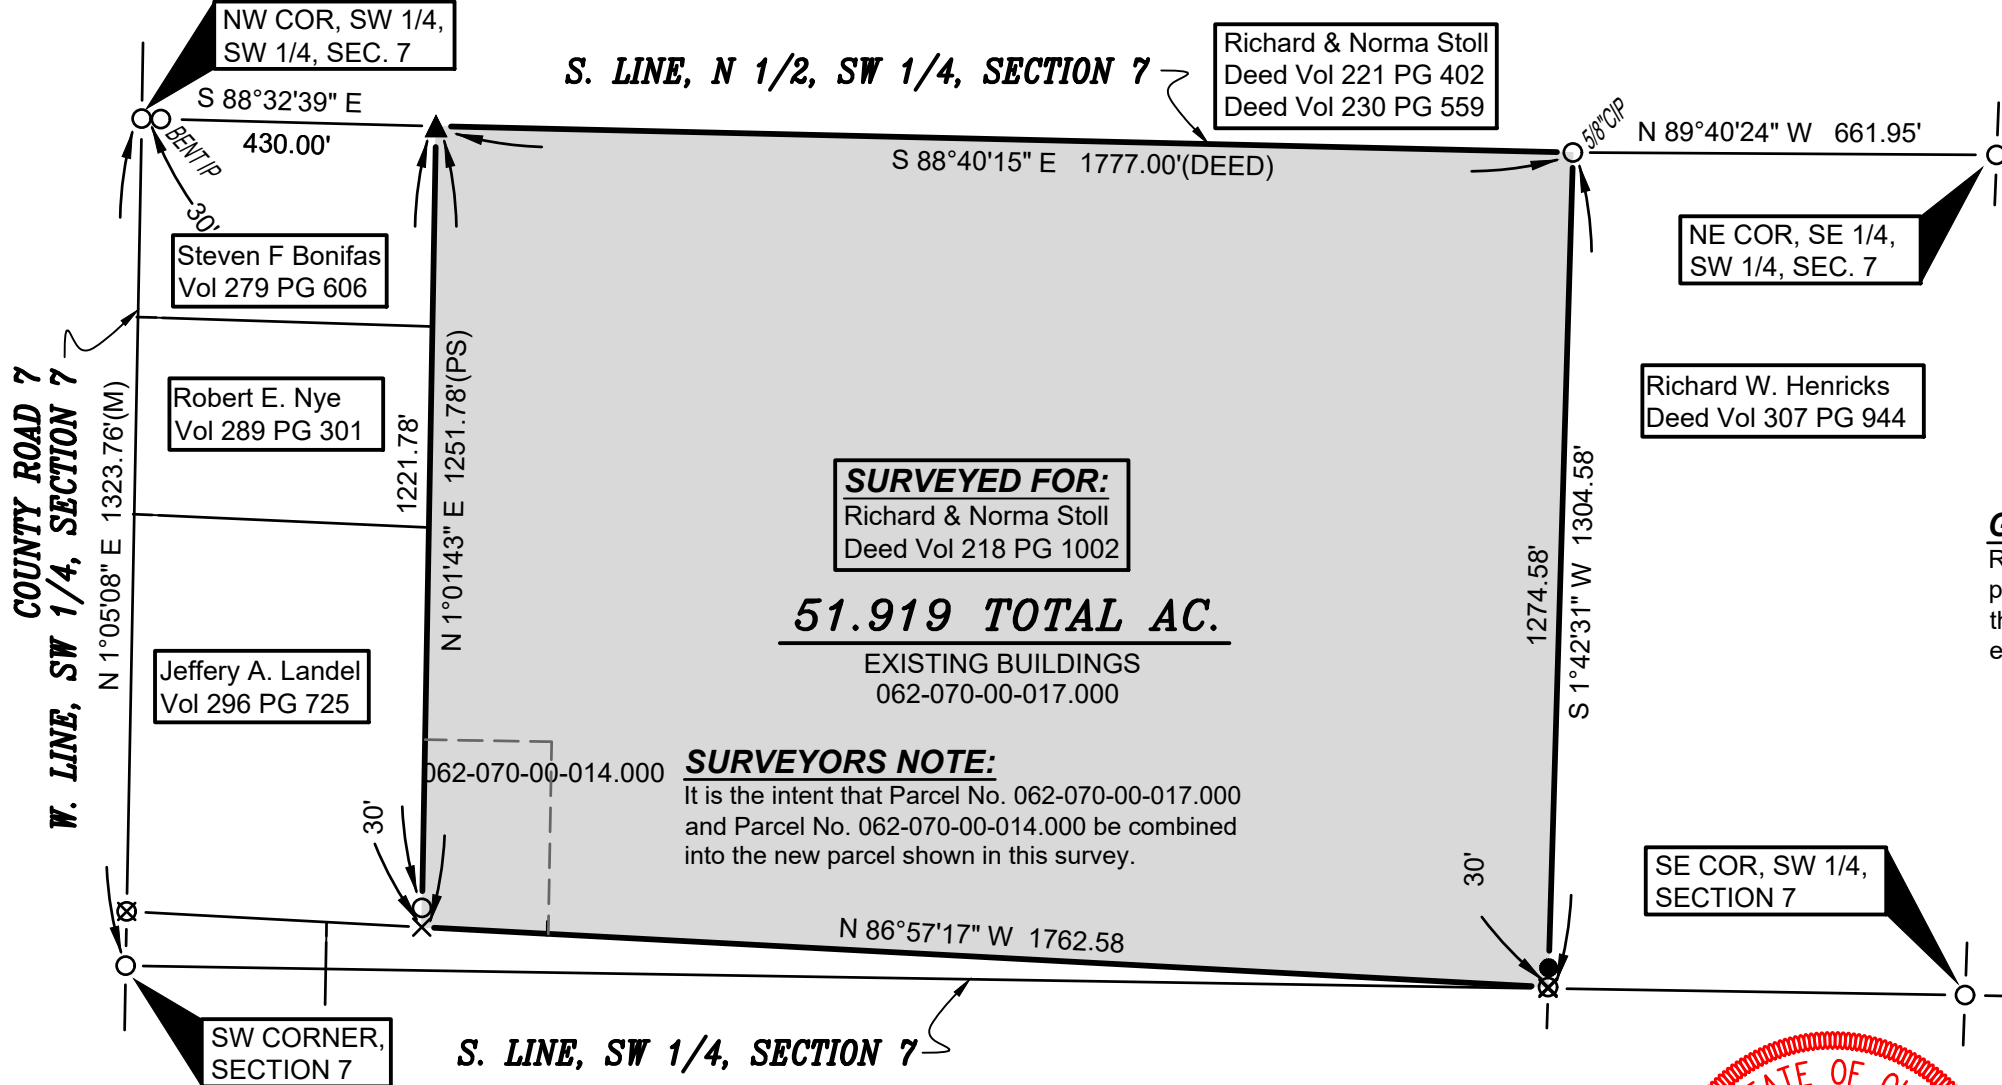 NW COR, SW 1/4,
SW 1/4, SEC. 7
S. LINE, N 1/2, SW 1/4, SECTION 7
Richard & Norma Stoll
Deed Vol 221 PG 402
Deed Vol 230 PG 559
S 88°32'39" E
430.00'
BENT IP
30'
S 88°40'15" E 1777.00'(DEED)
5/8"CIP
N 89°40'24" W 661.95'
NE COR, SE 1/4,
SW 1/4, SEC. 7
Steven F Bonifas
Vol 279 PG 606
Robert E. Nye
Vol 289 PG 301
Jeffery A. Landel
Vol 296 PG 725
COUNTY ROAD 7
W. LINE, SW 1/4, SECTION 7
N 1°05'08" E 1323.76'(M)
1221.78'
N 1°01'43" E 1251.78'(PS)
SURVEYED FOR:
Richard & Norma Stoll
Deed Vol 218 PG 1002
51.919 TOTAL AC.
EXISTING BUILDINGS
062-070-00-017.000
062-070-00-014.000
SURVEYORS NOTE:
It is the intent that Parcel No. 062-070-00-017.000
and Parcel No. 062-070-00-014.000 be combined
into the new parcel shown in this survey.
1274.58'
S 1°42'31" W 1304.58'
Richard W. Henricks
Deed Vol 307 PG 944
30'
30'
N 86°57'17" W 1762.58
SE COR, SW 1/4,
SECTION 7
SW CORNER,
SECTION 7
S. LINE, SW 1/4, SECTION 7
OF